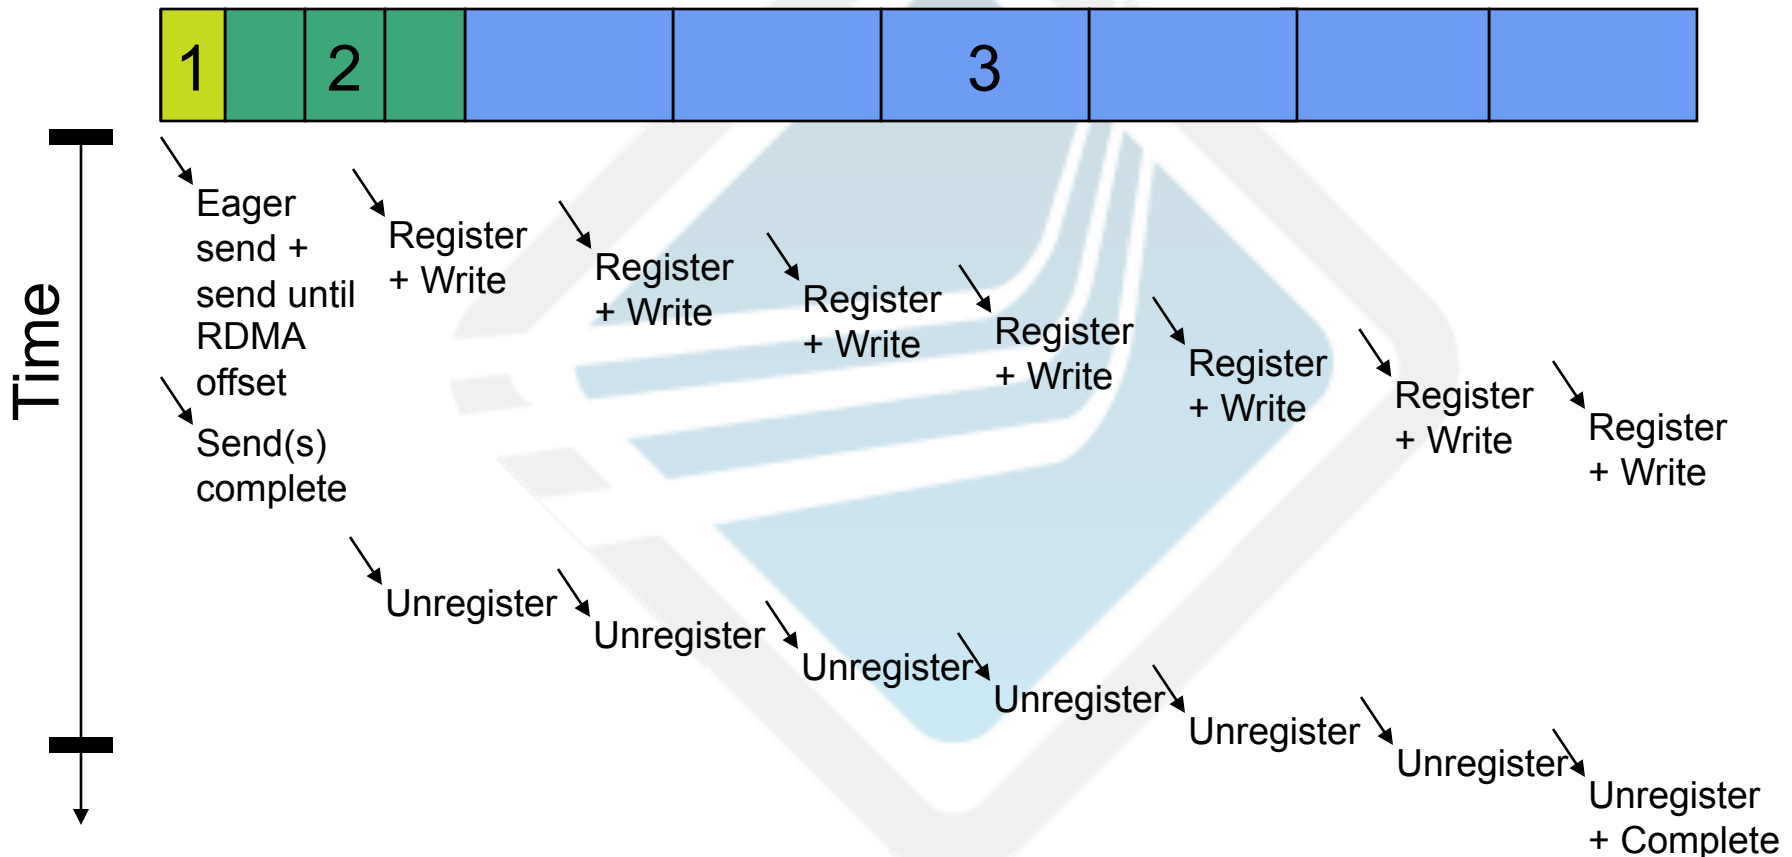 1
2
3
Time
Eager
send +
send until
RDMA
offset
Register
+ Write
Register
+ Write
Register
+ Write
Register
+ Write
Register
+ Write
Register
+ Write
Register
+ Write
Send(s)
complete
Unregister
Unregister
Unregister
Unregister
Unregister
Unregister
Unregister
+ Complete